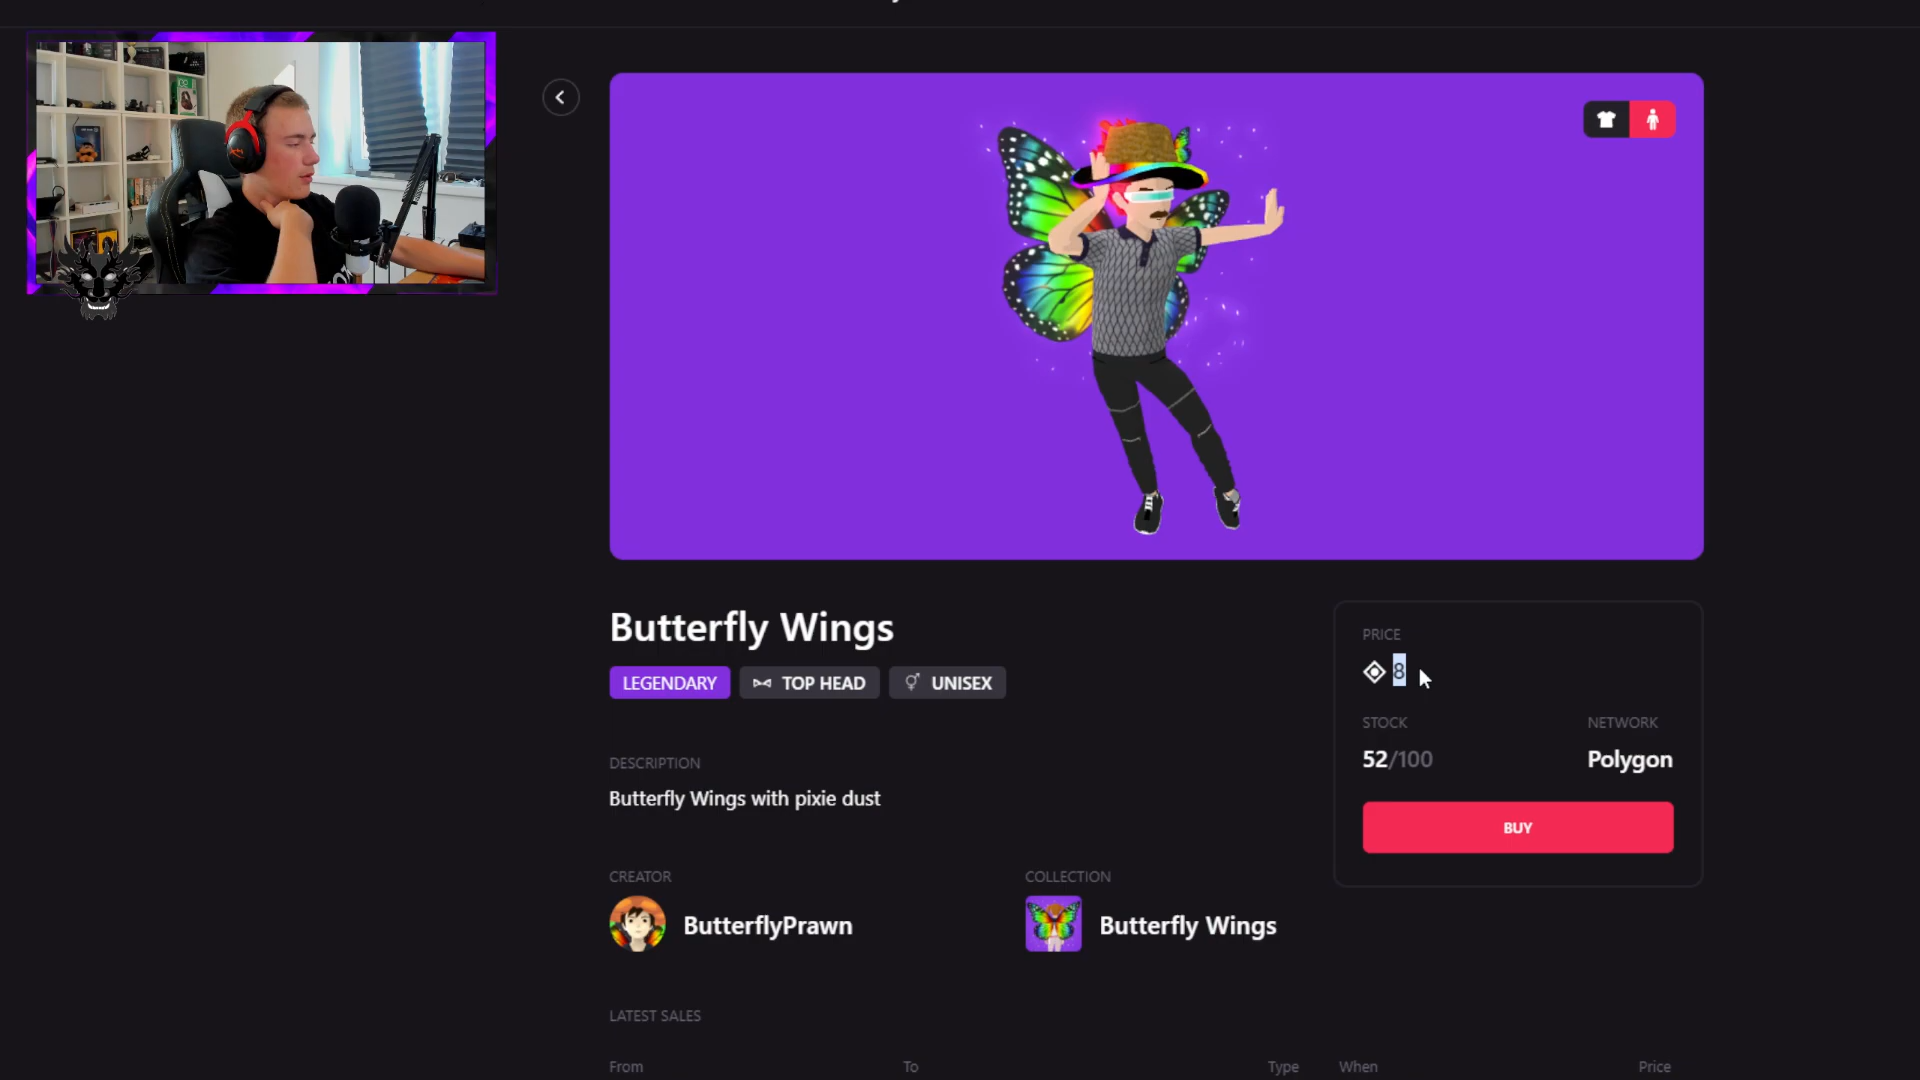 Butterfly Wings
LEGENDARY
TOP HEAD
UNISEX
PRICE
8
STOCK
NETWORK
52/100
Polygon
BUY
DESCRIPTION
Butterfly Wings with pixie dust
CREATOR
COLLECTION
ButterflyPrawn
Butterfly Wings
LATEST SALES
From To Type When Price